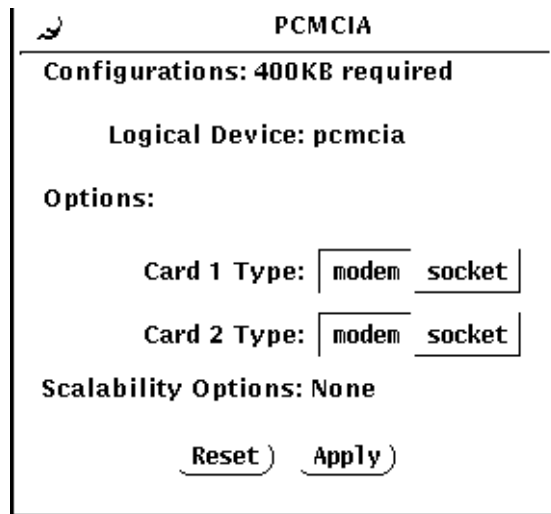 PCMCIA
Configurations: 400KB required
Logical Device: pcmcia
Options:
Card 1 Type: modem socket
Card 2 Type: modem socket
Scalability Options: None
Reset Apply